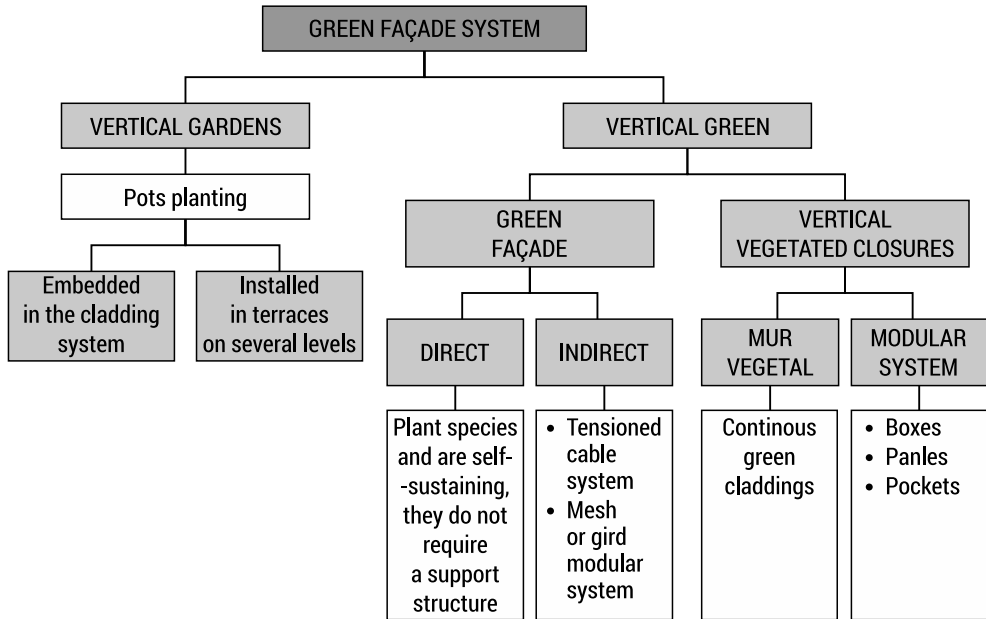 GREEN FAÇADE SYSTEM
VERTICAL GARDENS
VERTICAL GREEN
Pots planting
GREEN
FAÇADE
VERTICAL
VEGETATED CLOSURES
Embedded
in the cladding
system
Installed
in terraces
on several levels
DIRECT
INDIRECT
MUR
VEGETAL
MODULAR
SYSTEM
Plant species
and are self-
-sustaining,
they do not
require
a support
structure
• Tensioned
cable
system
• Mesh
or gird
modular
system
Continous
green
claddings
• Boxes
• Panles
• Pockets